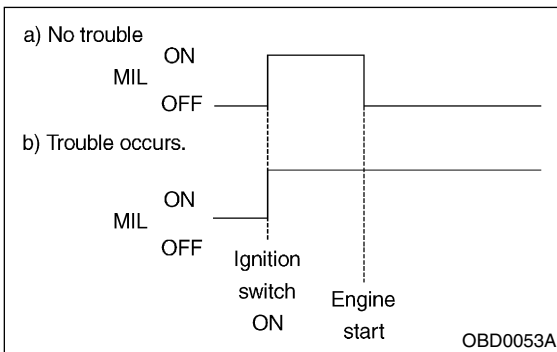 a) No trouble
ON
MIL
OFF
b) Trouble occurs.
ON
MIL
OFF
Ignition
switch
ON
Engine
start
OBD0053A